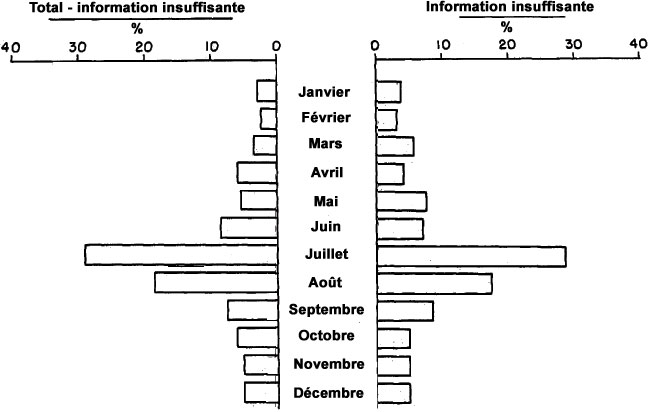 Total - information insuffisante
%
40 30 20 10 0
Information insuffisante
%
0 10 20 30 40
Janvier
Février
Mars
Avril
Mai
Juin
Juillet
Août
Septembre
Octobre
Novembre
Décembre